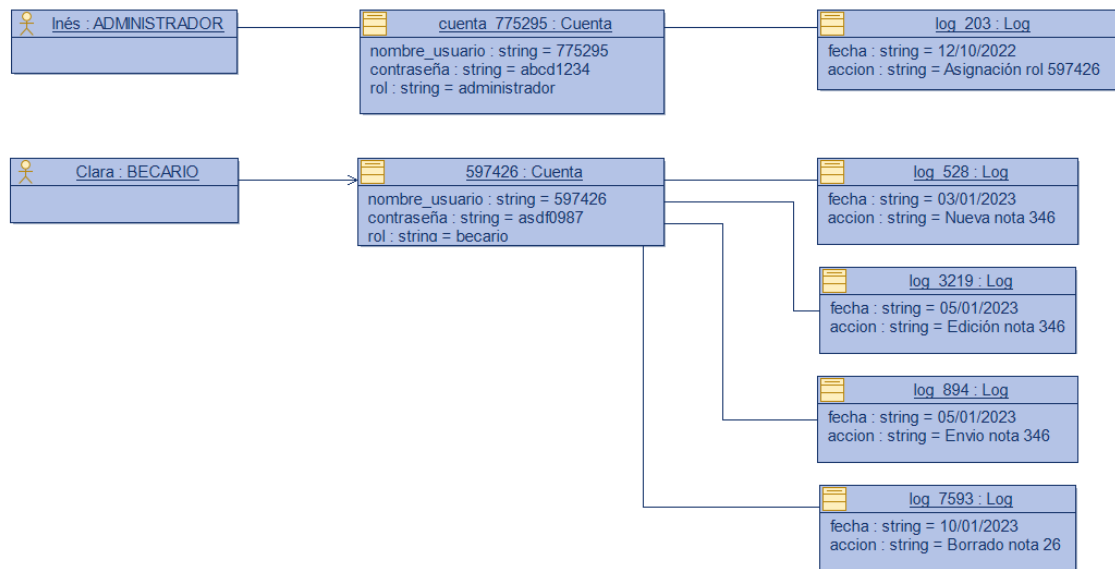 Inés : ADMINISTRADOR
cuenta_775295 : Cuenta
nombre_usuario : string = 775295
contraseña : string = abcd1234
rol : string = administrador
log_203 : Log
fecha : string = 12/10/2022
accion : string = Asignación rol 597426
Clara : BECARIO
597426 : Cuenta
nombre_usuario : string = 597426
contraseña : string = asdf0987
rol : string = becario
log_528 : Log
fecha : string = 03/01/2023
accion : string = Nueva nota 346
log_3219 : Log
fecha : string = 05/01/2023
accion : string = Edición nota 346
log_894 : Log
fecha : string = 05/01/2023
accion : string = Envio nota 346
log_7593 : Log
fecha : string = 10/01/2023
accion : string = Borrado nota 26